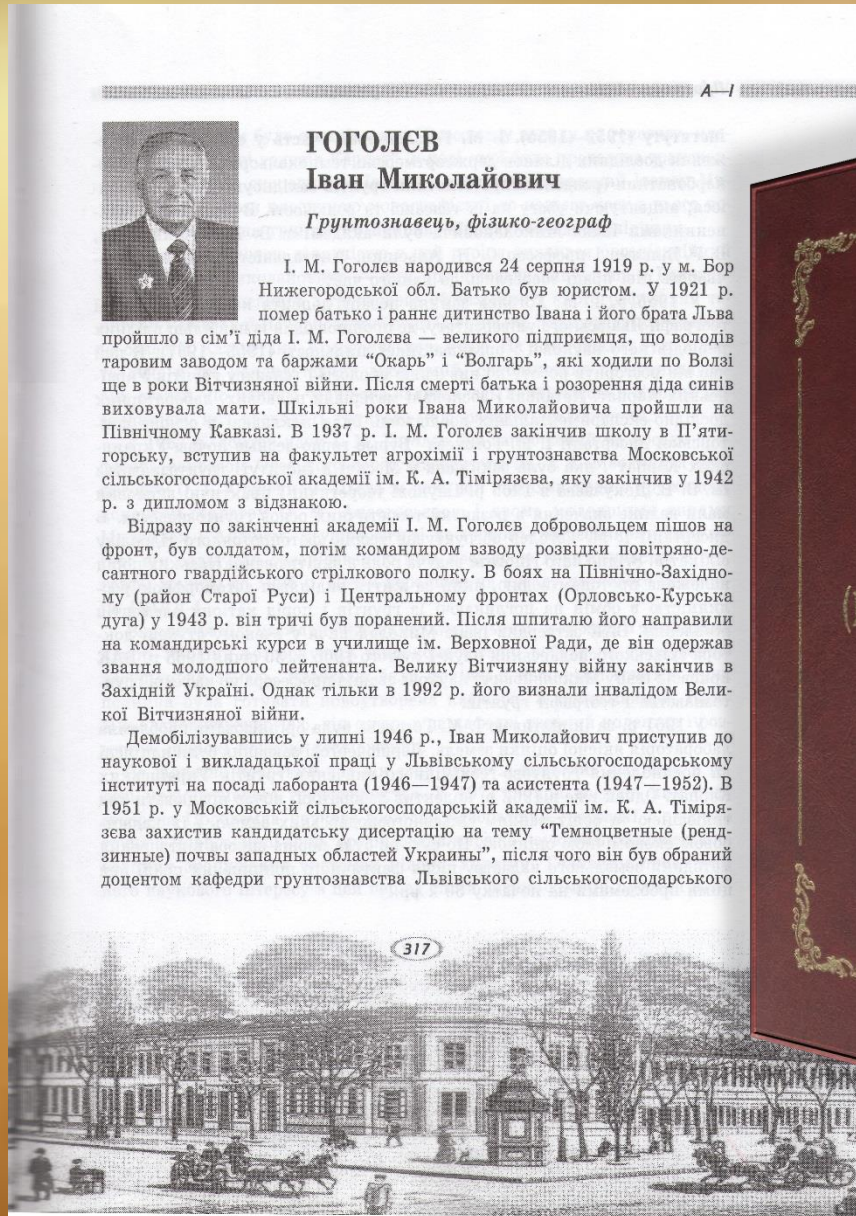 А—І
ГОГОЛЄВ
Іван Миколайович
Грунтознавець, фізико-географ
І. М. Гоголєв народився 24 серпня 1919 р. у м. Бор
Нижегородської обл. Батько був юристом. У 1921 р.
помер батько і раннє дитинство Івана і його брата Льва
пройшло в сім’ї діда І. М. Гоголєва — великого підприємця, що володів
таровим заводом та баржами “Окарь” і “Волгарь”, які ходили по Волзі
ще в роки Вітчизняної війни. Після смерті батька і розорення діда синів
виховувала мати. Шкільні роки Івана Миколайовича пройшли на
Північному Кавказі. В 1937 р. І. М. Гоголєв закінчив школу в П’яти-
горську, вступив на факультет агрохімії і грунтознавства Московської
сільськогосподарської академії ім. К. А. Тімірязєва, яку закінчив у 1942
р. з дипломом з відзнакою.
Відразу по закінченні академії І. М. Гоголєв добровольцем пішов на
фронт, був солдатом, потім командиром взводу розвідки повітряно-де-
сантного гвардійського стрілкового полку. В боях на Північно-Західно-
му (район Старої Руси) і Центральному фронтах (Орловсько-Курська
дуга) у 1943 р. він тричі був поранений. Після шпиталю його направили
на командирські курси в училище ім. Верховної Ради, де він одержав
звання молодшого лейтенанта. Велику Вітчизняну війну закінчив в
Західній Україні. Однак тільки в 1992 р. його визнали інвалідом Вели-
кої Вітчизняної війни.
Демобілізувавшись у липні 1946 р., Іван Миколайович приступив до
наукової і викладацької праці у Львівському сільськогосподарському
інституті на посаді лаборанта (1946—1947) та асистента (1947—1952). В
1951 р. у Московській сільськогосподарській академії ім. К. А. Тіміря-
зєва захистив кандидатську дисертацію на тему “Темноцветные (ренд-
зинные) почвы западных областей Украины”, після чого він був обраний
доцентом кафедри грунтознавства Львівського сільськогосподарського
317